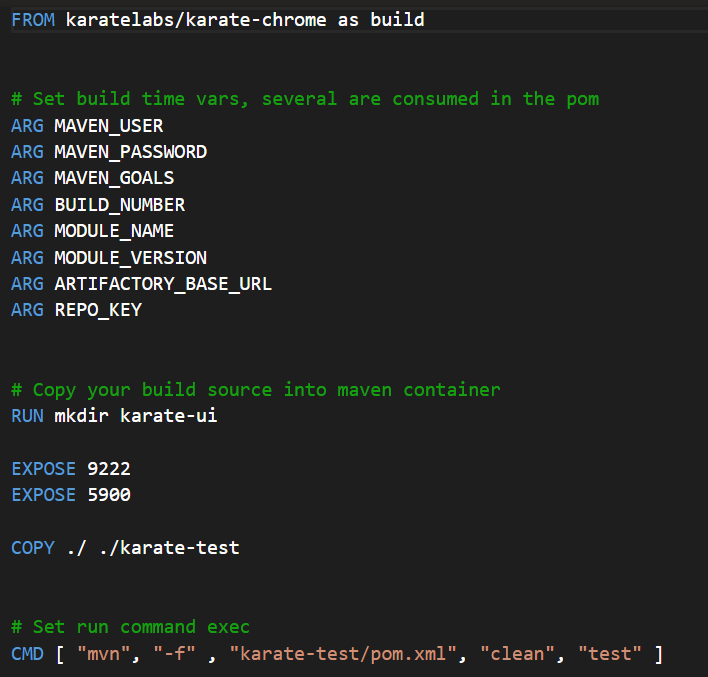 FROM karatelabs/karate-chrome as build
# Set build time vars, several are consumed in the pom
ARG MAVEN_USER
ARG MAVEN_PASSWORD
ARG MAVEN_GOALS
ARG BUILD_NUMBER
ARG MODULE_NAME
ARG MODULE_VERSION
ARG ARTIFACTORY_BASE_URL
ARG REPO_KEY
# Copy your build source into maven container
RUN mkdir karate-ui
EXPOSE 9222
EXPOSE 5900
COPY ./ ./karate-test
# Set run command exec
CMD [ "mvn", "-f" , "karate-test/pom.xml", "clean", "test" ]